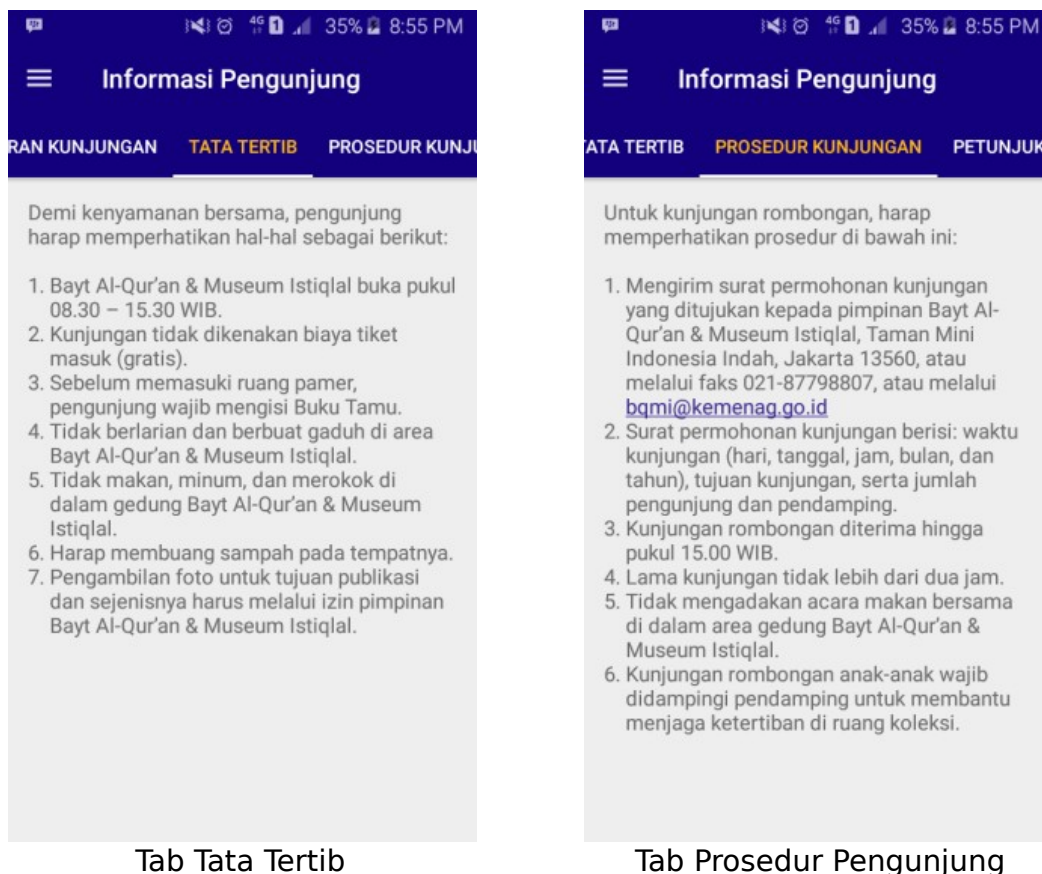 4G 1 35% 8:55 PM
Informasi Pengunjung
RAN KUNJUNGAN TATA TERTIB PROSEDUR KUNJU
Demi kenyamanan bersama, pengunjung
harap memperhatikan hal-hal sebagai berikut:
1. Bayt Al-Qur’an & Museum Istiqlal buka pukul
08.30 – 15.30 WIB.
2. Kunjungan tidak dikenakan biaya tiket
masuk (gratis).
3. Sebelum memasuki ruang pamer,
pengunjung wajib mengisi Buku Tamu.
4. Tidak berlarian dan berbuat gaduh di area
Bayt Al-Qur’an & Museum Istiqlal.
5. Tidak makan, minum, dan merokok di
dalam gedung Bayt Al-Qur’an & Museum
Istiqlal.
6. Harap membuang sampah pada tempatnya.
7. Pengambilan foto untuk tujuan publikasi
dan sejenisnya harus melalui izin pimpinan
Bayt Al-Qur’an & Museum Istiqlal.
Tab Tata Tertib
4G 1 35% 8:55 PM
Informasi Pengunjung
TATA TERTIB PROSEDUR KUNJUNGAN PETUNJUK
Untuk kunjungan rombongan, harap
memperhatikan prosedur di bawah ini:
1. Mengirim surat permohonan kunjungan
yang ditujukan kepada pimpinan Bayt Al-
Qur’an & Museum Istiqlal, Taman Mini
Indonesia Indah, Jakarta 13560, atau
melalui faks 021-87798807, atau melalui
bqmi@kemenag.go.id
2. Surat permohonan kunjungan berisi: waktu
kunjungan (hari, tanggal, jam, bulan, dan
tahun), tujuan kunjungan, serta jumlah
pengunjung dan pendamping.
3. Kunjungan rombongan diterima hingga
pukul 15.00 WIB.
4. Lama kunjungan tidak lebih dari dua jam.
5. Tidak mengadakan acara makan bersama
di dalam area gedung Bayt Al-Qur’an &
Museum Istiqlal.
6. Kunjungan rombongan anak-anak wajib
didampingi pendamping untuk membantu
menjaga ketertiban di ruang koleksi.
Tab Prosedur Pengunjung